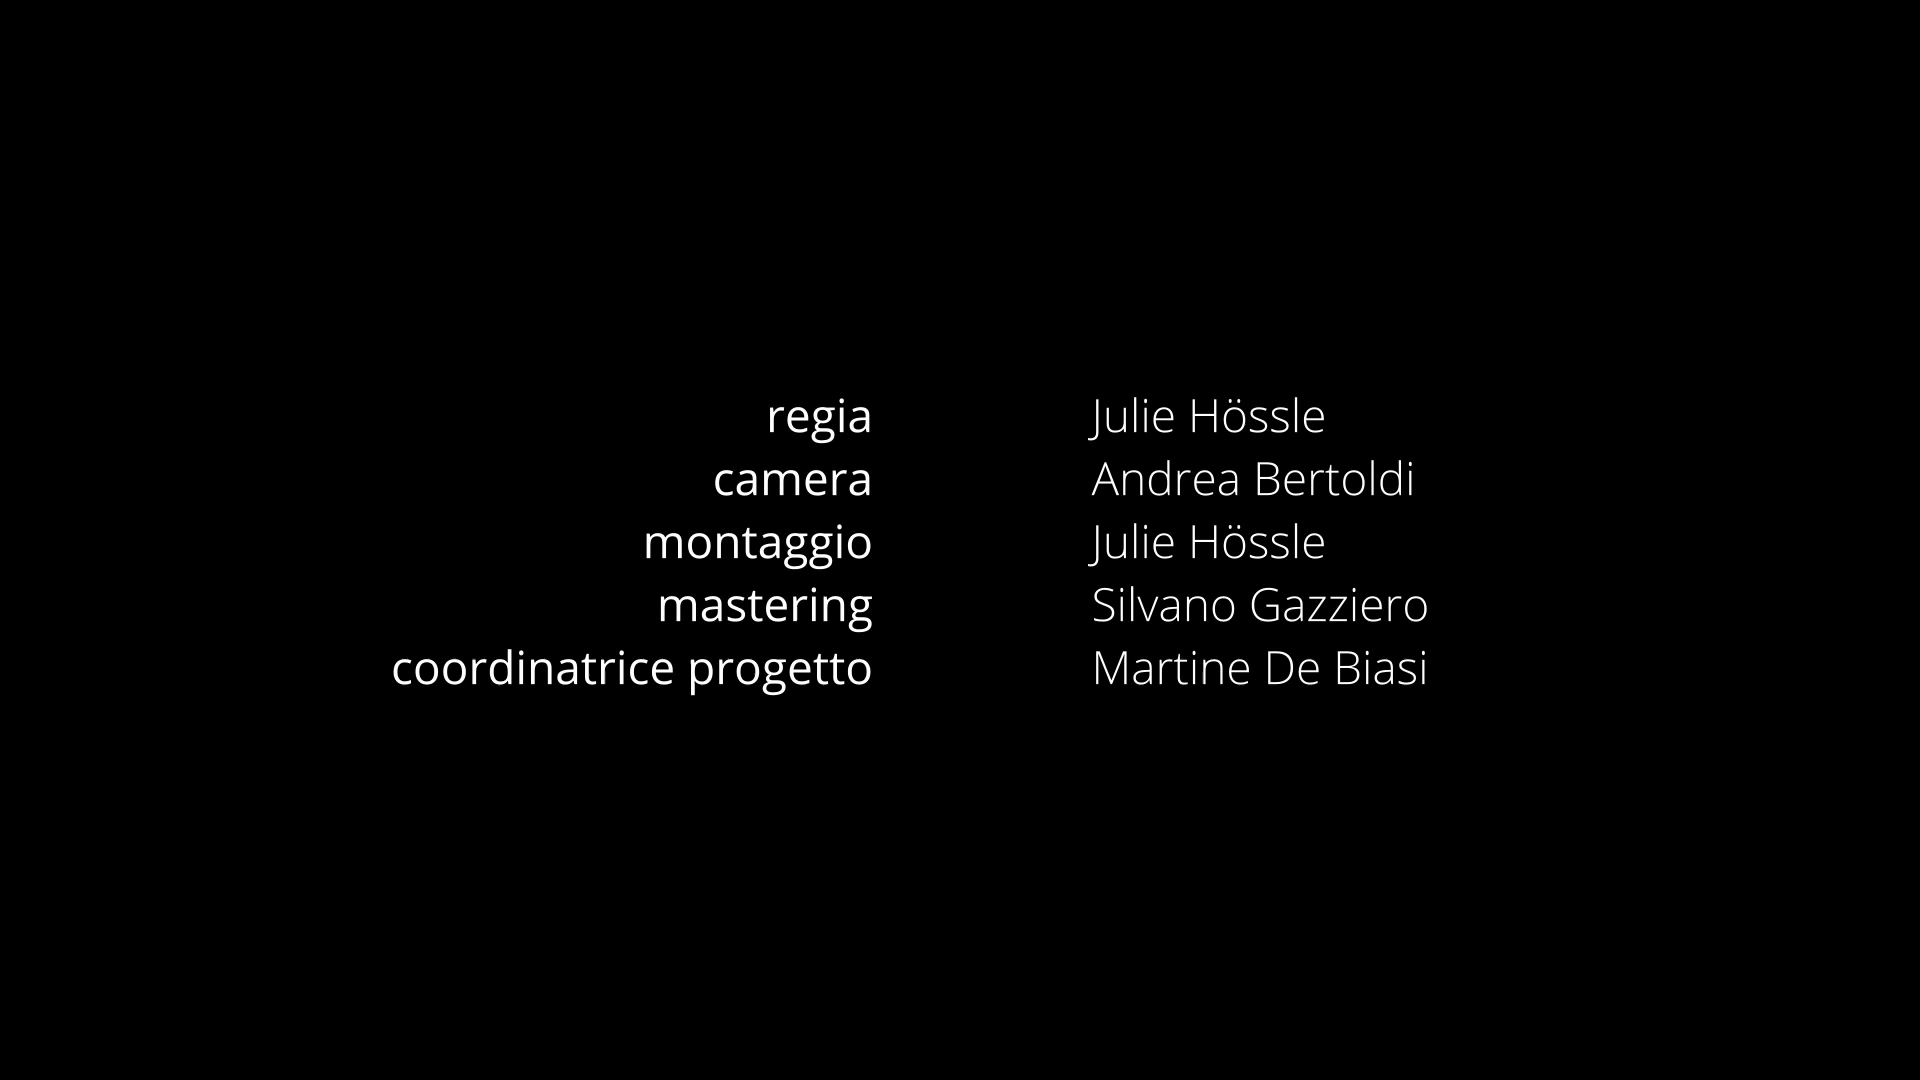 regia Julie Hössle
camera Andrea Bertoldi
montaggio Julie Hössle
mastering Silvano Gazziero
coordinatrice progetto Martine De Biasi